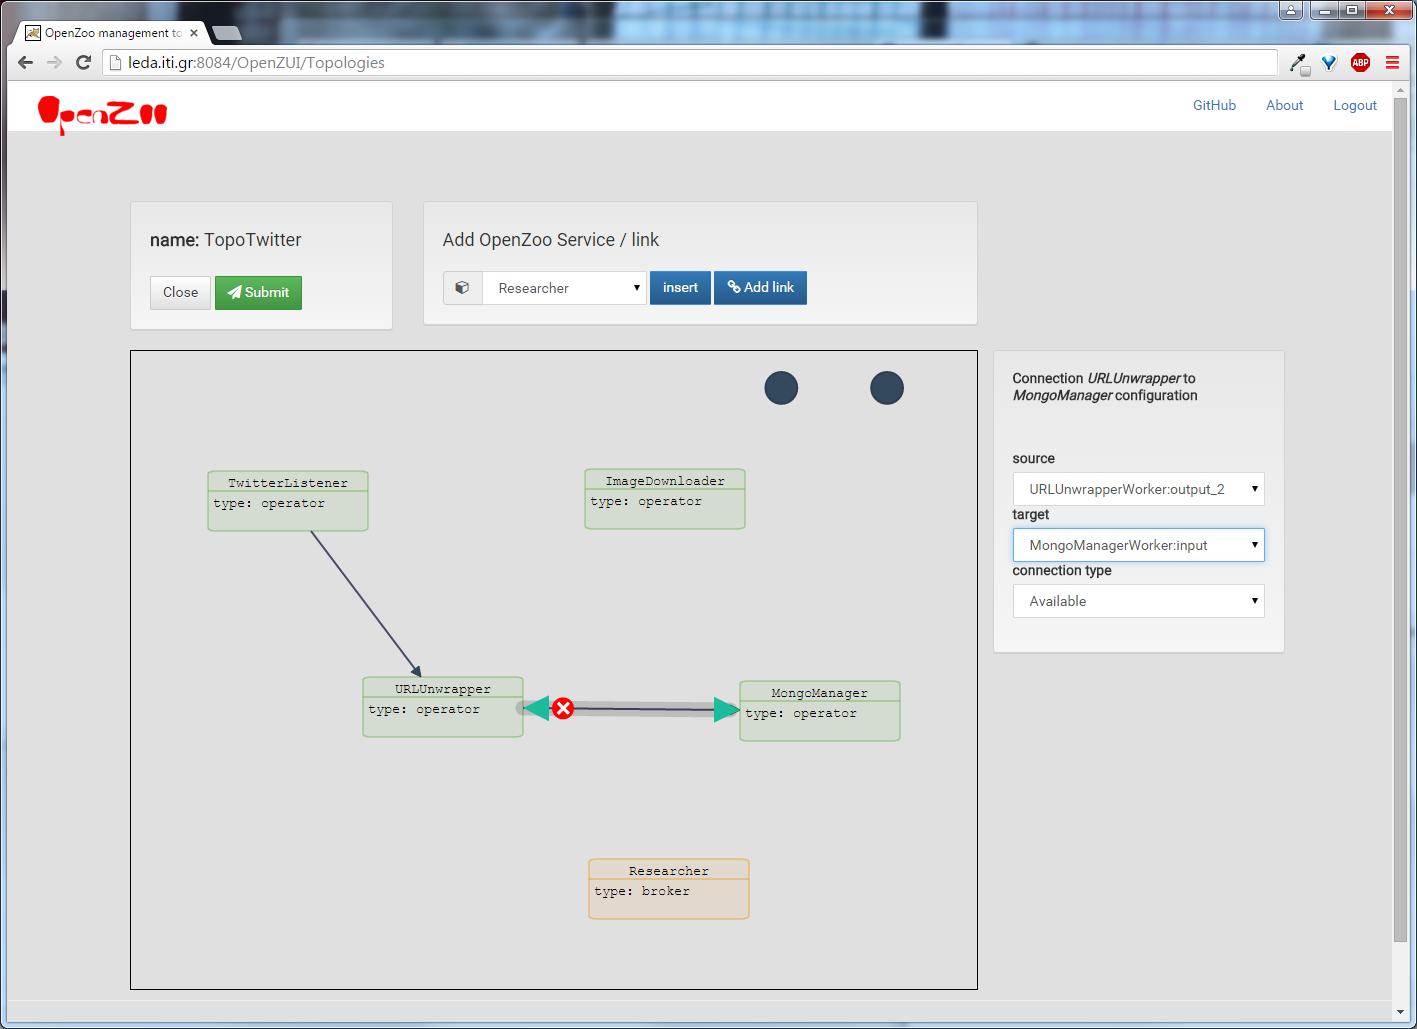 OpenZoo management to
leda.iti.gr:8084/OpenZUI/Topologies
ABP
OpenZoo
GitHub About Logout
name: TopoTwitter
Close Submit
Add OpenZoo Service / link
Researcher insert Add link
TwitterListener
type: operator
ImageDownloader
type: operator
URLUnwrapper
type: operator
MongoManager
type: operator
Researcher
type: broker
Connection URLUnwrapper to
MongoManager configuration
source
URLUnwrapperWorker:output_2
target
MongoManagerWorker:input
connection type
Available